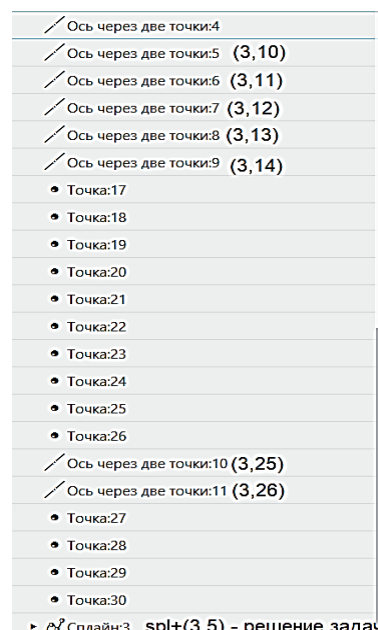 Ось через две точки:4
Ось через две точки:5 (3,10)
Ось через две точки:6 (3,11)
Ось через две точки:7 (3,12)
Ось через две точки:8 (3,13)
Ось через две точки:9 (3,14)
Точка:17
Точка:18
Точка:19
Точка:20
Точка:21
Точка:22
Точка:23
Точка:24
Точка:25
Точка:26
Ось через две точки:10 (3,25)
Ось через две точки:11 (3,26)
Точка:27
Точка:28
Точка:29
Точка:30
Сплайн:3 spl+(3,5) - решение задач